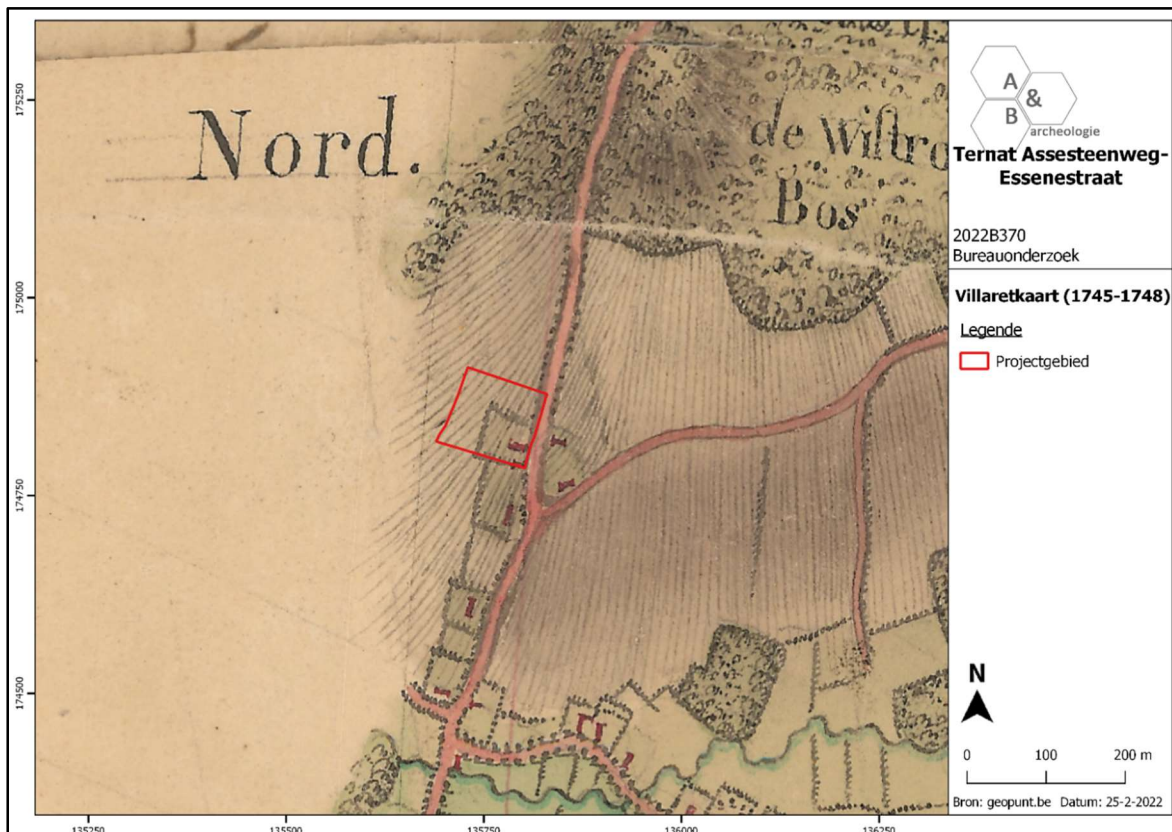 Nord.
de Wistro
Bos
175250
175000
174750
174500
135250
135500
135750
136000
136250
A
&
B
archeologie
Ternat Assesteenweg-
Essenestraat
2022B370
Bureauonderzoek
Villaretkaart (1745-1748)
Legende
Projectgebied
N
0 100 200 m
Bron: geopunt.be Datum: 25-2-2022